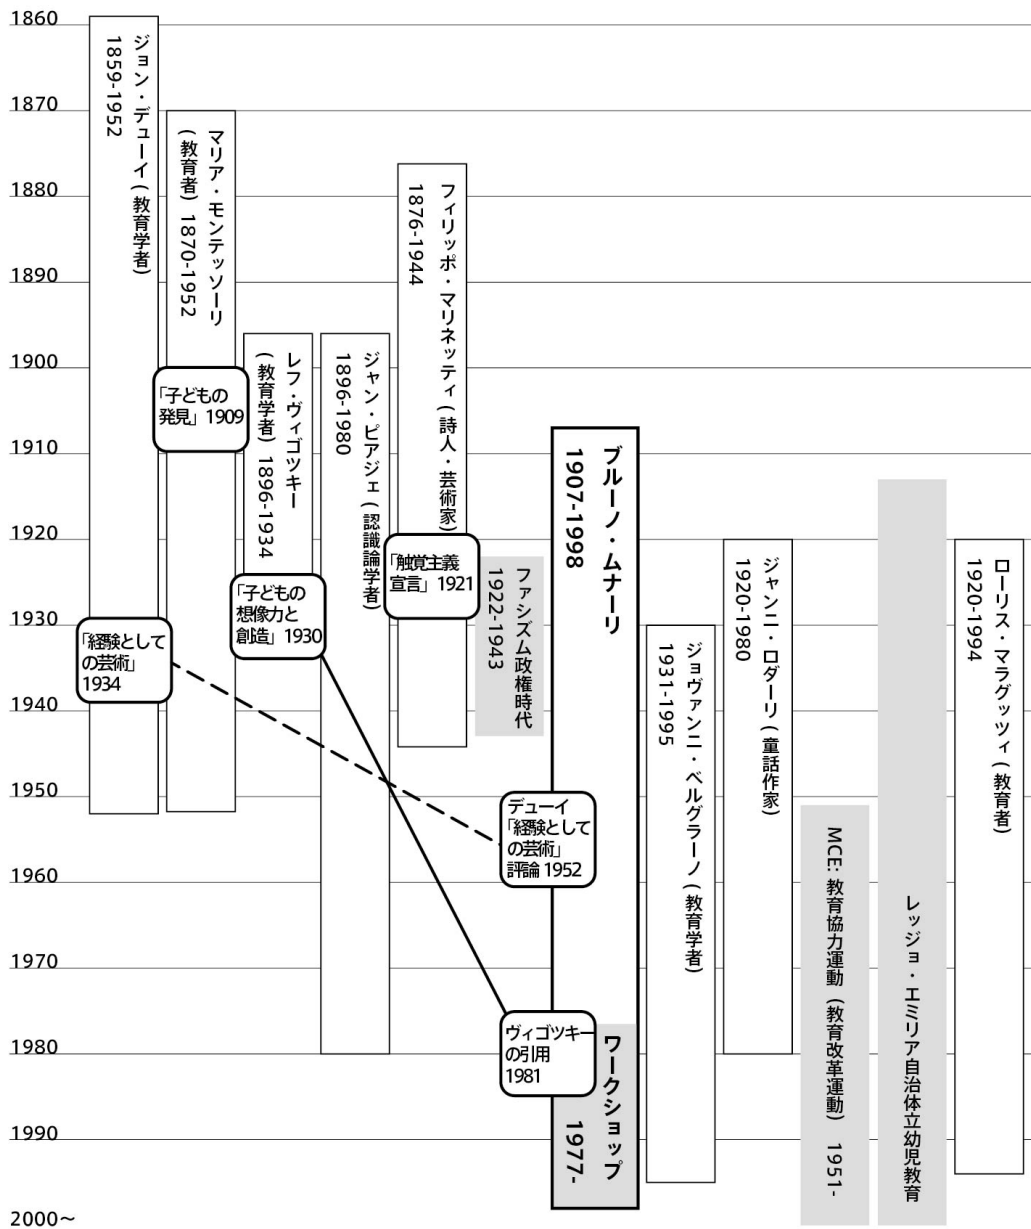 1860
1870
1880
1890
1900
1910
1920
1930
1940
1950
1960
1970
1980
1990
2000～
ジョン・デューイ（教育学者）
1859-1952
「経験として
の芸術」
1934
マリア・モンテッソーリ
（教育者）1870-1952
「子どもの
発見」1909
レフ・ヴィゴツキー
（教育学者）1896-1934
「子どもの
想像力と
創造」1930
ジャン・ピアジェ（認識論学者）
1896-1980
フィリッポ・マリネッティ（詩人・芸術家）
1876-1944
「触覚主義
宣言」1921
ファシズム政権時代
1922-1943
ブルーノ・ムナーリ
1907-1998
デューイ
「経験として
の芸術」
評論 1952
ヴィゴツキー
の引用
1981
ワークショップ
1977-
ジョヴァンニ・ベルグラーノ（教育学者）
1931-1995
ジャンニ・ロダーリ（童話作家）
1920-1980
MCE: 教育協力運動（教育改革運動） 1951-
レッジョ・エミリア自治体立幼児教育
ローリス・マラグッツィ（教育者）
1920-1994